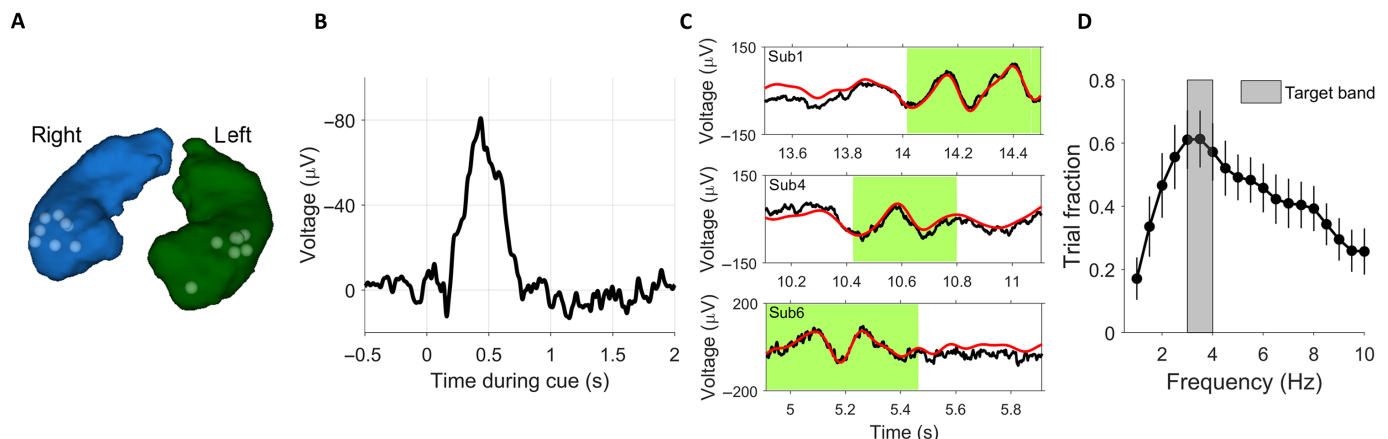 A
Right
Left
B
Voltage (μV)
−80
−40
0
−0.5
0
0.5
1
1.5
2
Time during cue (s)
C
Voltage (μV)
150
−150
Sub1
13.6
13.8
14
14.2
14.4
Voltage (μV)
150
−150
Sub4
10.2
10.4
10.6
10.8
11
Voltage (μV)
200
−200
Sub6
5
5.2
5.4
5.6
5.8
Time (s)
D
Trial fraction
0.8
0.6
0.4
0.2
0
Target band
2
4
6
8
10
Frequency (Hz)